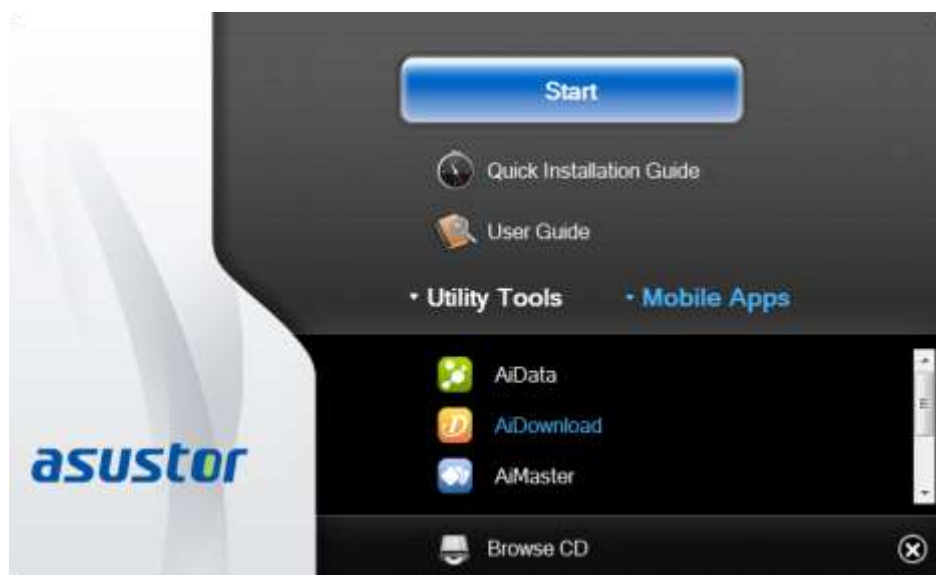 Start
Quick Installation Guide
User Guide
Utility Tools
Mobile Apps
AiData
AiDownload
AiMaster
asustor
Browse CD